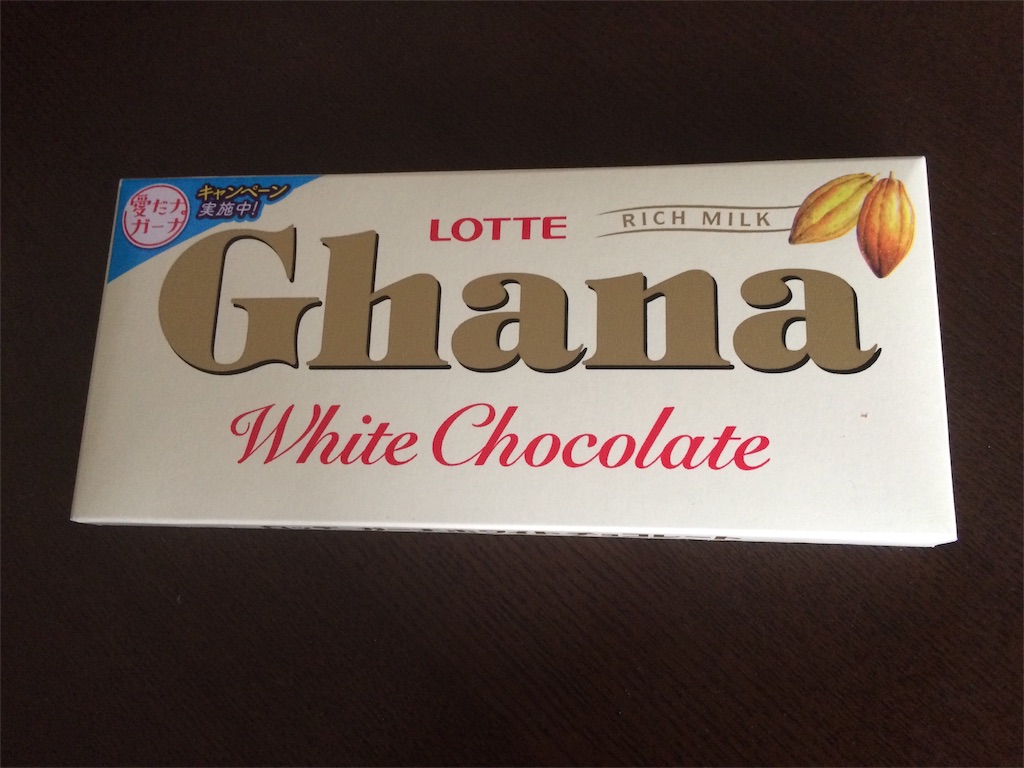 愛だガーナ
キャンペーン
実施中!
LOTTE
RICH MILK
Ghana
White Chocolate